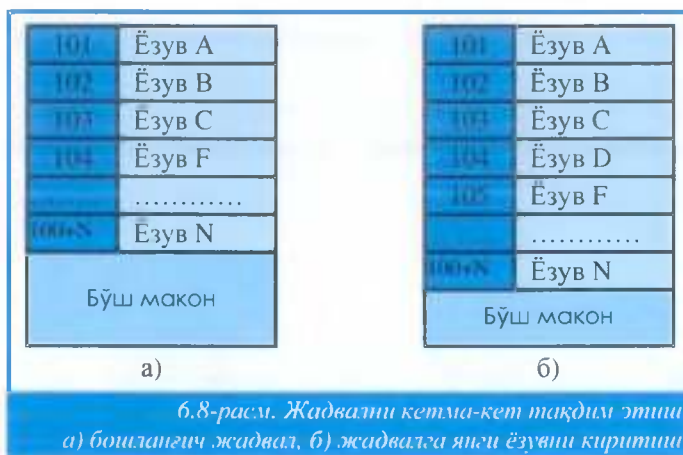 101 Ёзув A
102 Ёзув B
103 Ёзув C
104 Ёзув F
............
100+N Ёзув N
Бўш макон
а)
101 Ёзув A
102 Ёзув B
103 Ёзув C
104 Ёзув D
105 Ёзув F
............
100+N Ёзув N
Бўш макон
б)
6.8-расм. Жадвални кетма-кет тақдим этиш
а) бошланғич жадвал, б) жадвалга янги ёзувни киритиш